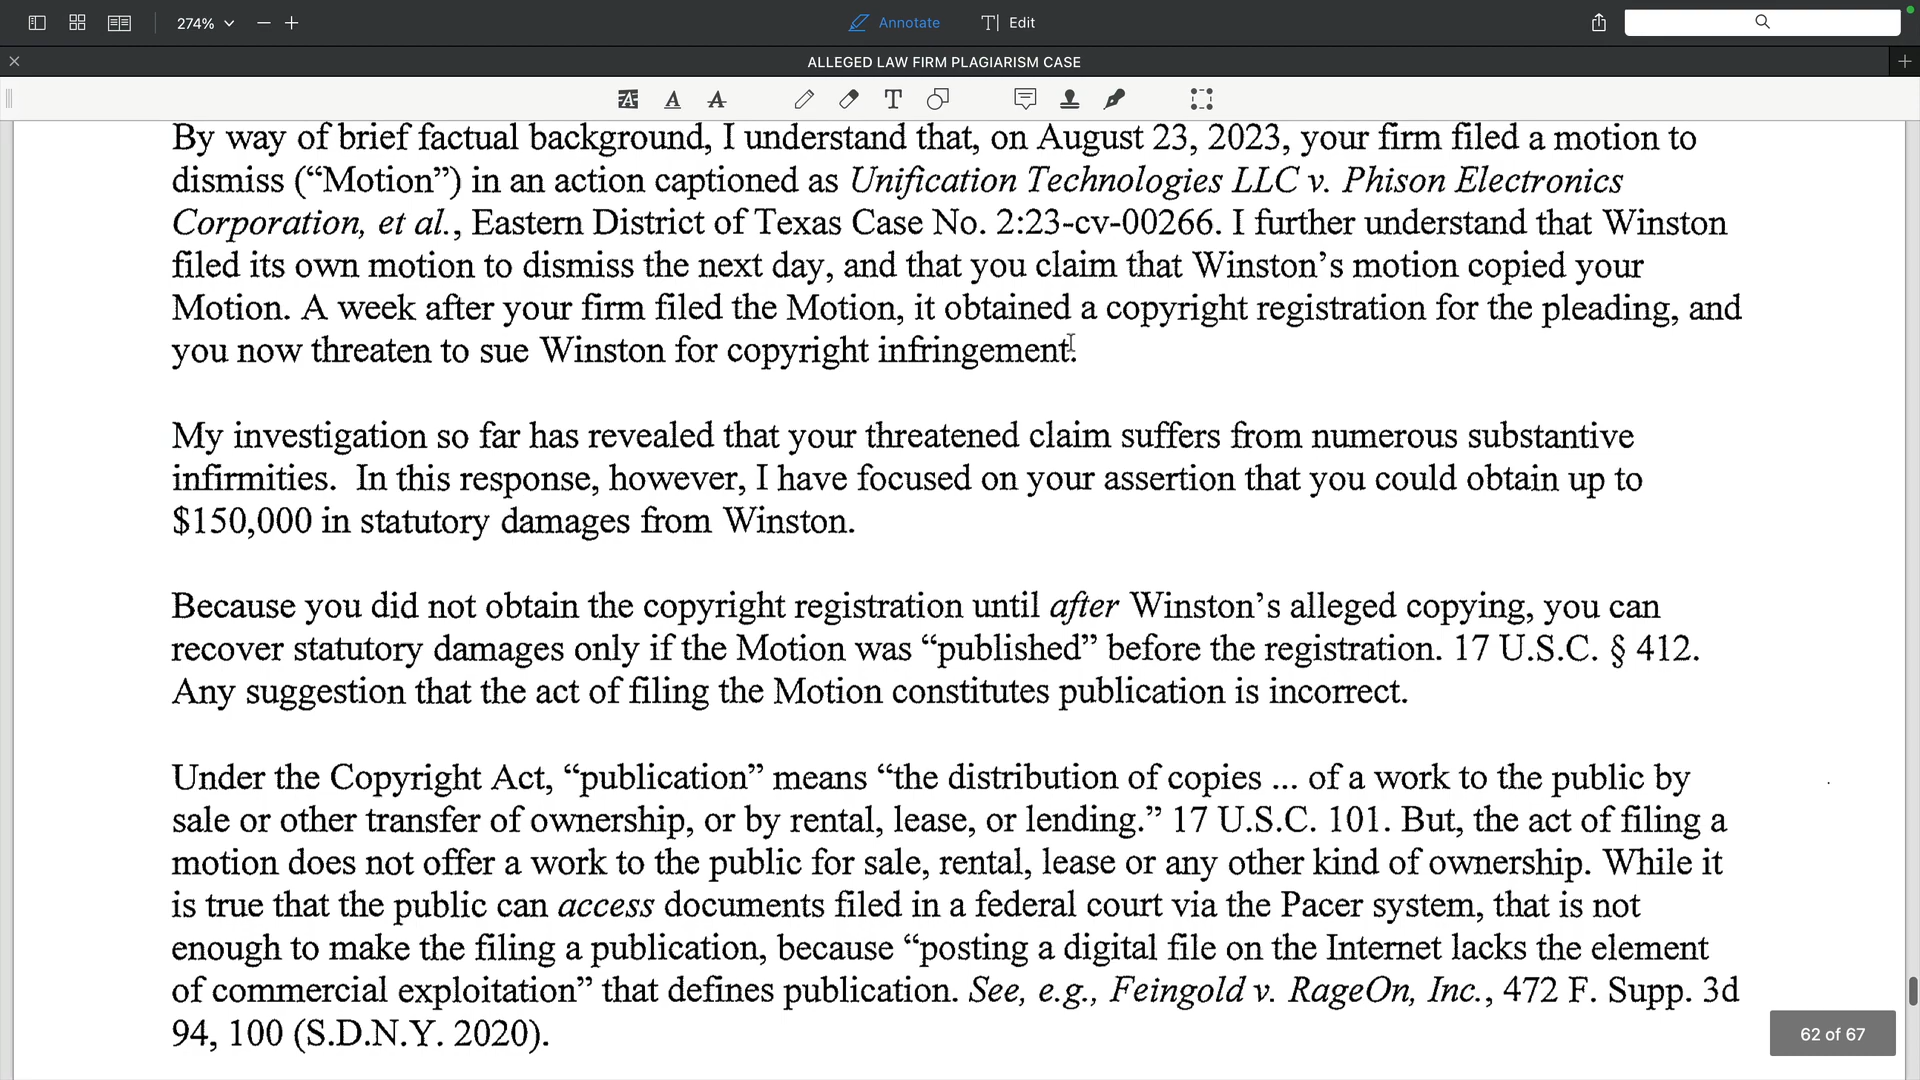 274%
Annotate
Edit
ALLEGED LAW FIRM PLAGIARISM CASE
By way of brief factual background, I understand that, on August 23, 2023, your firm filed a motion to
dismiss (“Motion”) in an action captioned as Unification Technologies LLC v. Phison Electronics
Corporation, et al., Eastern District of Texas Case No. 2:23-cv-00266. I further understand that Winston
filed its own motion to dismiss the next day, and that you claim that Winston’s motion copied your
Motion. A week after your firm filed the Motion, it obtained a copyright registration for the pleading, and
you now threaten to sue Winston for copyright infringement.
My investigation so far has revealed that your threatened claim suffers from numerous substantive
infirmities.  In this response, however, I have focused on your assertion that you could obtain up to
$150,000 in statutory damages from Winston.
Because you did not obtain the copyright registration until after Winston’s alleged copying, you can
recover statutory damages only if the Motion was “published” before the registration. 17 U.S.C. § 412.
Any suggestion that the act of filing the Motion constitutes publication is incorrect.
Under the Copyright Act, “publication” means “the distribution of copies ... of a work to the public by
sale or other transfer of ownership, or by rental, lease, or lending.” 17 U.S.C. 101. But, the act of filing a
motion does not offer a work to the public for sale, rental, lease or any other kind of ownership. While it
is true that the public can access documents filed in a federal court via the Pacer system, that is not
enough to make the filing a publication, because “posting a digital file on the Internet lacks the element
of commercial exploitation” that defines publication. See, e.g., Feingold v. RageOn, Inc., 472 F. Supp. 3d
94, 100 (S.D.N.Y. 2020).
62 of 67